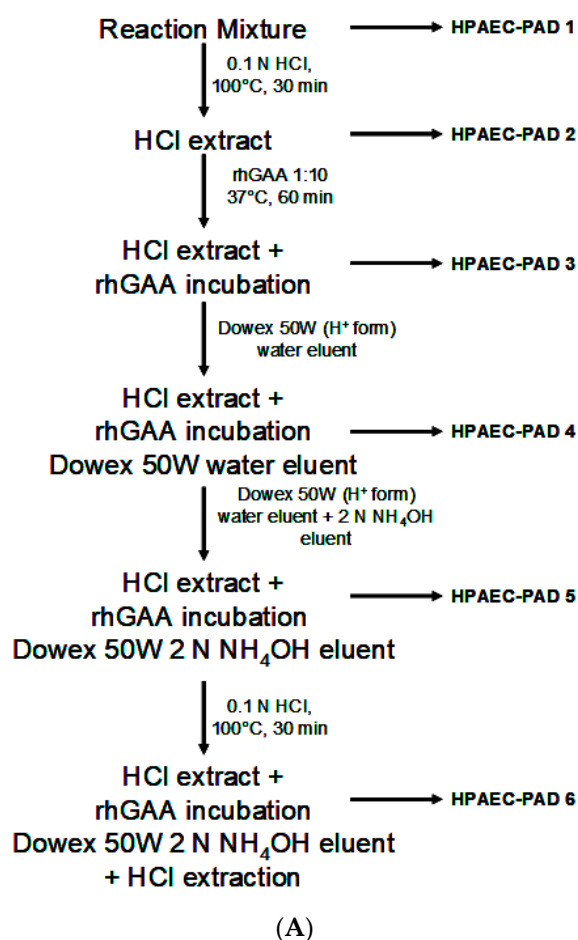 Reaction Mixture
HPAEC-PAD 1
0.1 N HCl,
100°C, 30 min
HCl extract
HPAEC-PAD 2
rhGAA 1:10
37°C, 60 min
HCl extract +
rhGAA incubation
HPAEC-PAD 3
Dowex 50W (H⁺ form)
water eluent
HCl extract +
rhGAA incubation
Dowex 50W water eluent
HPAEC-PAD 4
Dowex 50W (H⁺ form)
water eluent + 2 N NH₄OH
eluent
HCl extract +
rhGAA incubation
Dowex 50W 2 N NH₄OH eluent
HPAEC-PAD 5
0.1 N HCl,
100°C, 30 min
HCl extract +
rhGAA incubation
Dowex 50W 2 N NH₄OH eluent
+ HCl extraction
HPAEC-PAD 6
(A)